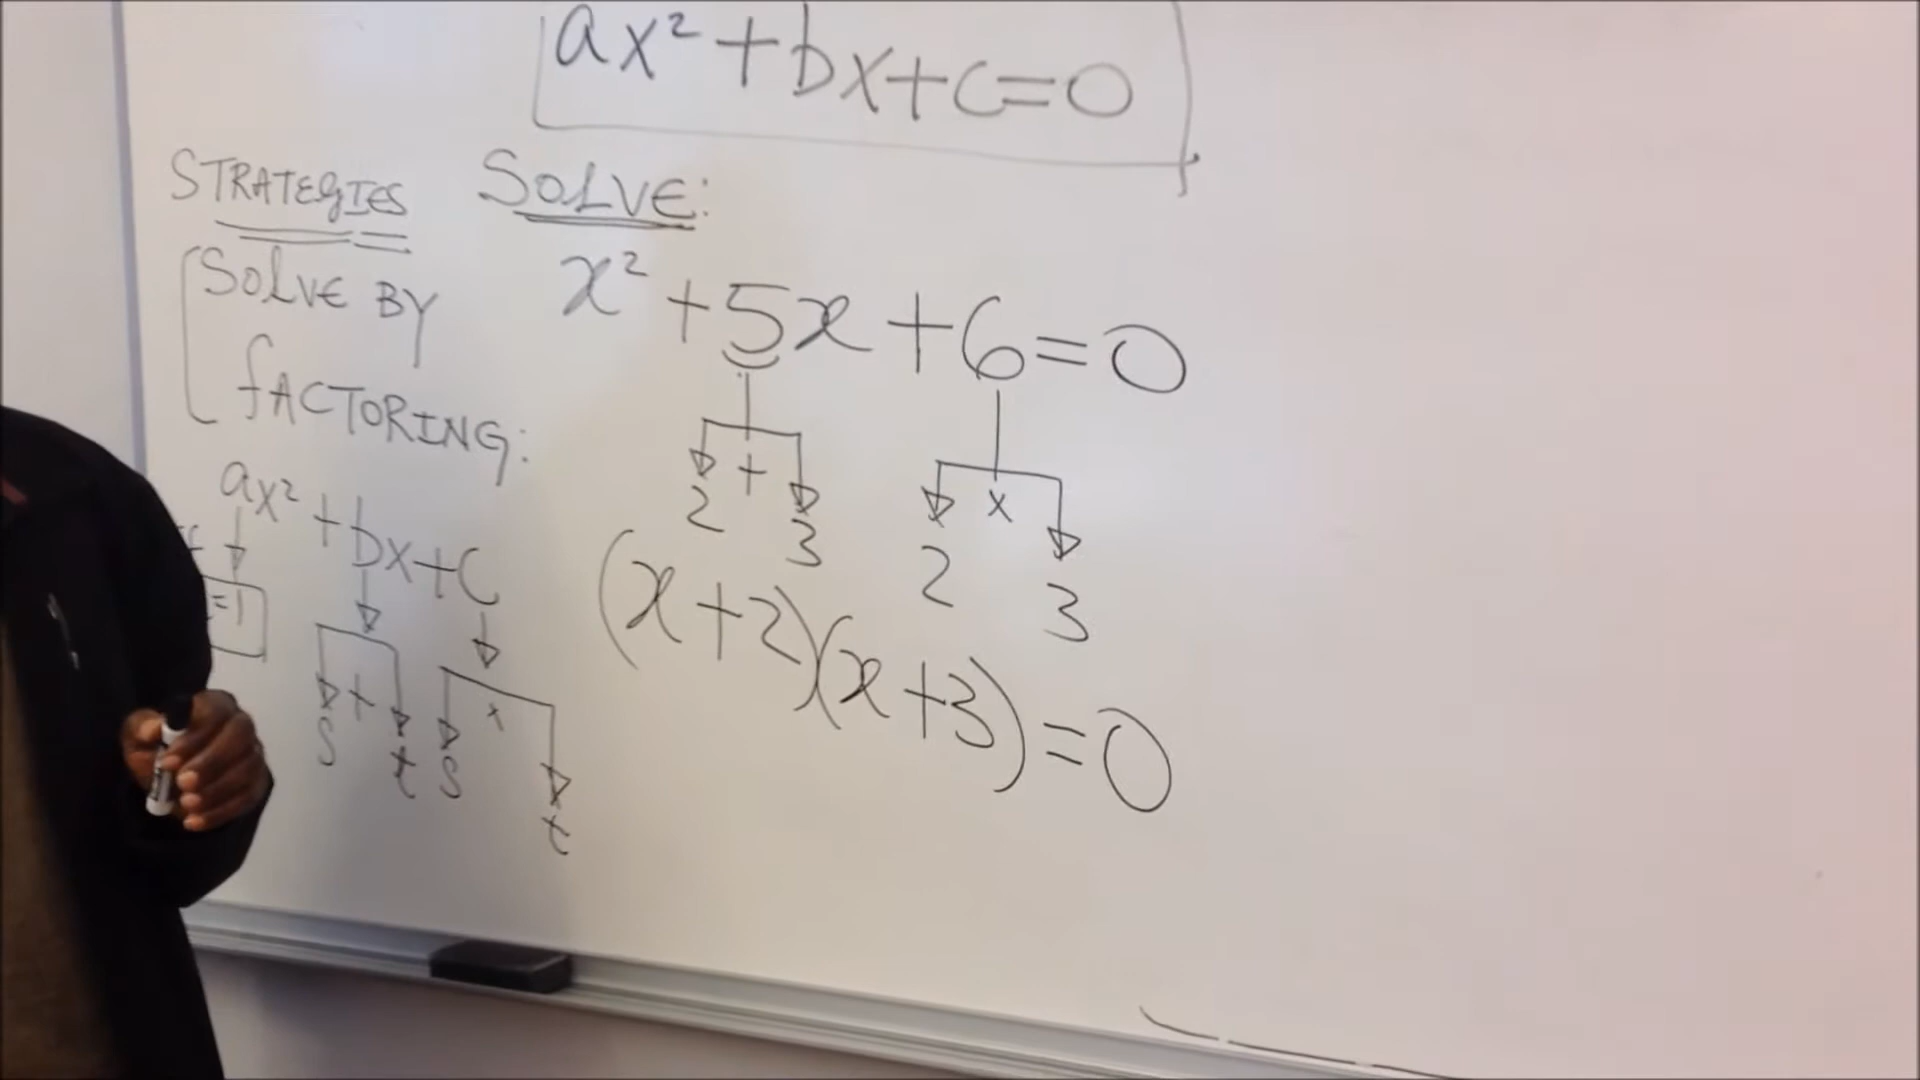 ax² + bx + c = 0
STRATEGIES
SOLVE BY
fACTORING:
ax² + bx + c
=1
+
x
s t s t
SOLVE:
x² + 5x + 6 = 0
+
x
2 3 2 3
(x+2)(x+3) = 0